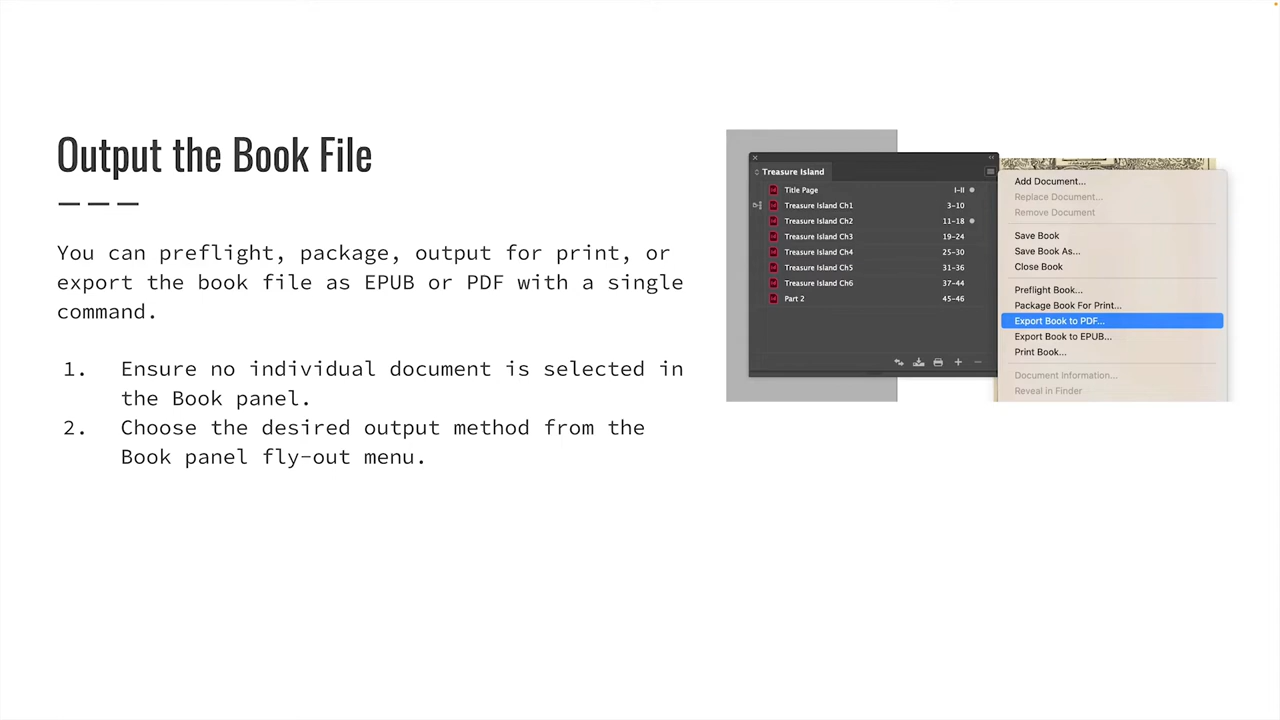 Output the Book File
You can preflight, package, output for print, or
export the book file as EPUB or PDF with a single
command.
1. Ensure no individual document is selected in
the Book panel.
2. Choose the desired output method from the
Book panel fly-out menu.
Treasure Island
Title Page I-II
Treasure Island Ch1 3-10
Treasure Island Ch2 11-18
Treasure Island Ch3 19-24
Treasure Island Ch4 25-30
Treasure Island Ch5 31-36
Treasure Island Ch6 37-44
Part 2 45-46
Add Document...
Replace Document...
Remove Document
Save Book
Save Book As...
Close Book
Preflight Book...
Package Book For Print...
Export Book to PDF...
Export Book to EPUB...
Print Book...
Document Information...
Reveal in Finder